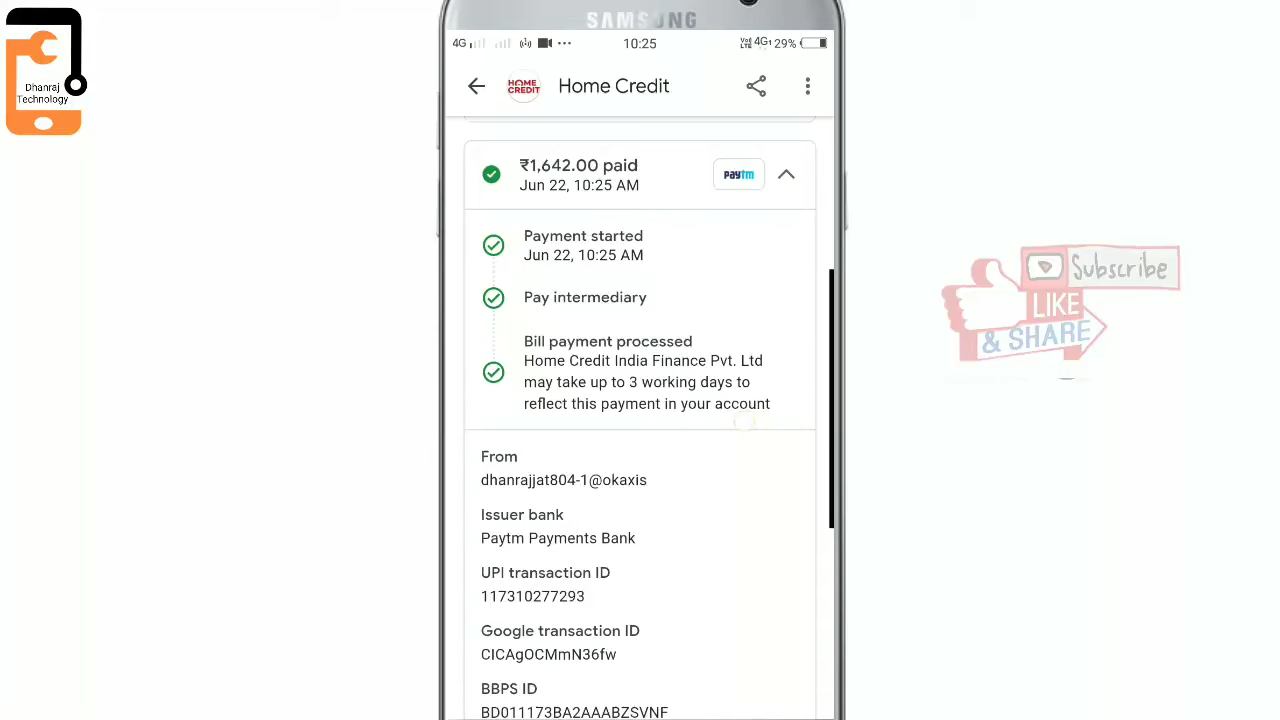 SAMSUNG
4G 10:25 4G 29%
Dhanraj
Technology
HOME
CREDIT
Home Credit
₹1,642.00 paid
Jun 22, 10:25 AM
paytm
Payment started
Jun 22, 10:25 AM
Pay intermediary
Bill payment processed
Home Credit India Finance Pvt. Ltd
may take up to 3 working days to
reflect this payment in your account
Subscribe
LIKE
& SHARE
From
dhanrajjat804-1@okaxis
Issuer bank
Paytm Payments Bank
UPI transaction ID
117310277293
Google transaction ID
CICAgOCMmN36fw
BBPS ID
BD011173BA2AAABZSVNF